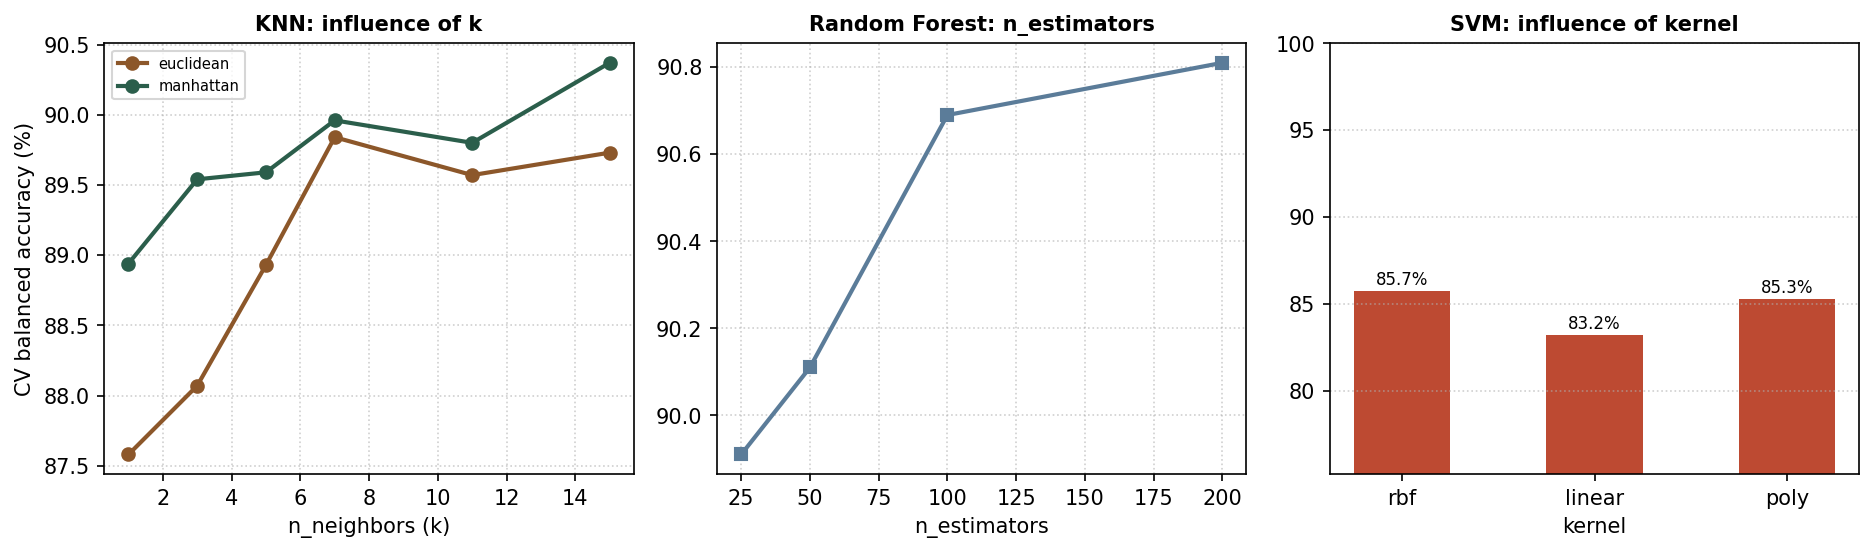 KNN: influence of k
CV balanced accuracy (%)
90.5
90.0
89.5
89.0
88.5
88.0
87.5
euclidean
manhattan
2 4 6 8 10 12 14
n_neighbors (k)
Random Forest: n_estimators
90.8
90.6
90.4
90.2
90.0
25 50 75 100 125 150 175 200
n_estimators
SVM: influence of kernel
100
95
90
85
80
85.7%
83.2%
85.3%
rbf linear poly
kernel